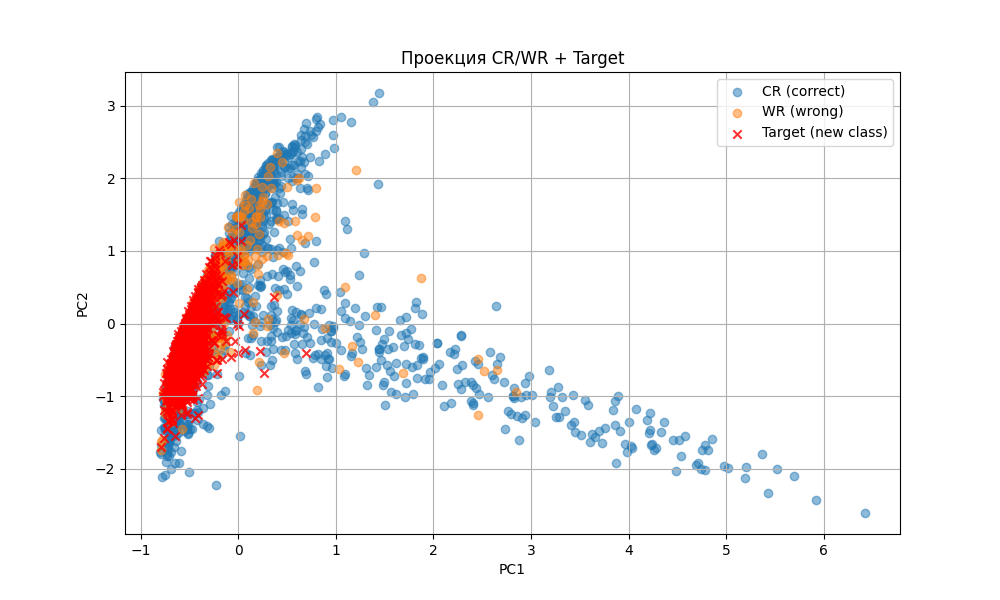 Проекция CR/WR + Target
CR (correct)
WR (wrong)
Target (new class)
PC2
3
2
1
0
−1
−2
−1
0
1
2
3
4
5
6
PC1